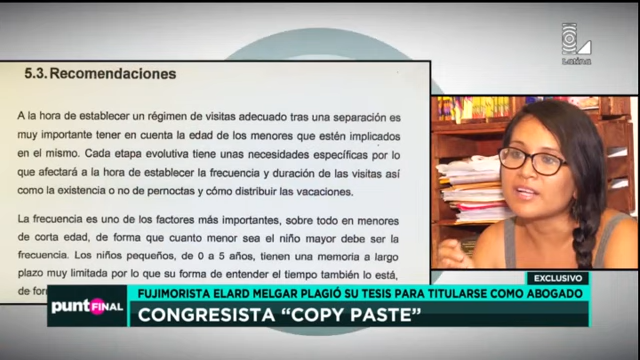 Latina
5.3. Recomendaciones
A la hora de establecer un régimen de visitas adecuado tras una separación es
muy importante tener en cuenta la edad de los menores que estén implicados
en el mismo. Cada etapa evolutiva tiene unas necesidades específicas por lo
que afectará a la hora de establecer la frecuencia y duración de las visitas así
como la existencia o no de pernoctas y cómo distribuir las vacaciones.
La frecuencia es uno de los factores más importantes, sobre todo en menores
de corta edad, de forma que cuanto menor sea el niño mayor debe ser la
frecuencia. Los niños pequeños, de 0 a 5 años, tienen una memoria a largo
plazo muy limitada por lo que su forma de entender el tiempo también lo está,
EXCLUSIVO
FUJIMORISTA ELARD MELGAR PLAGIÓ SU TESIS PARA TITULARSE COMO ABOGADO
punto FINAL
CONGRESISTA “COPY PASTE”